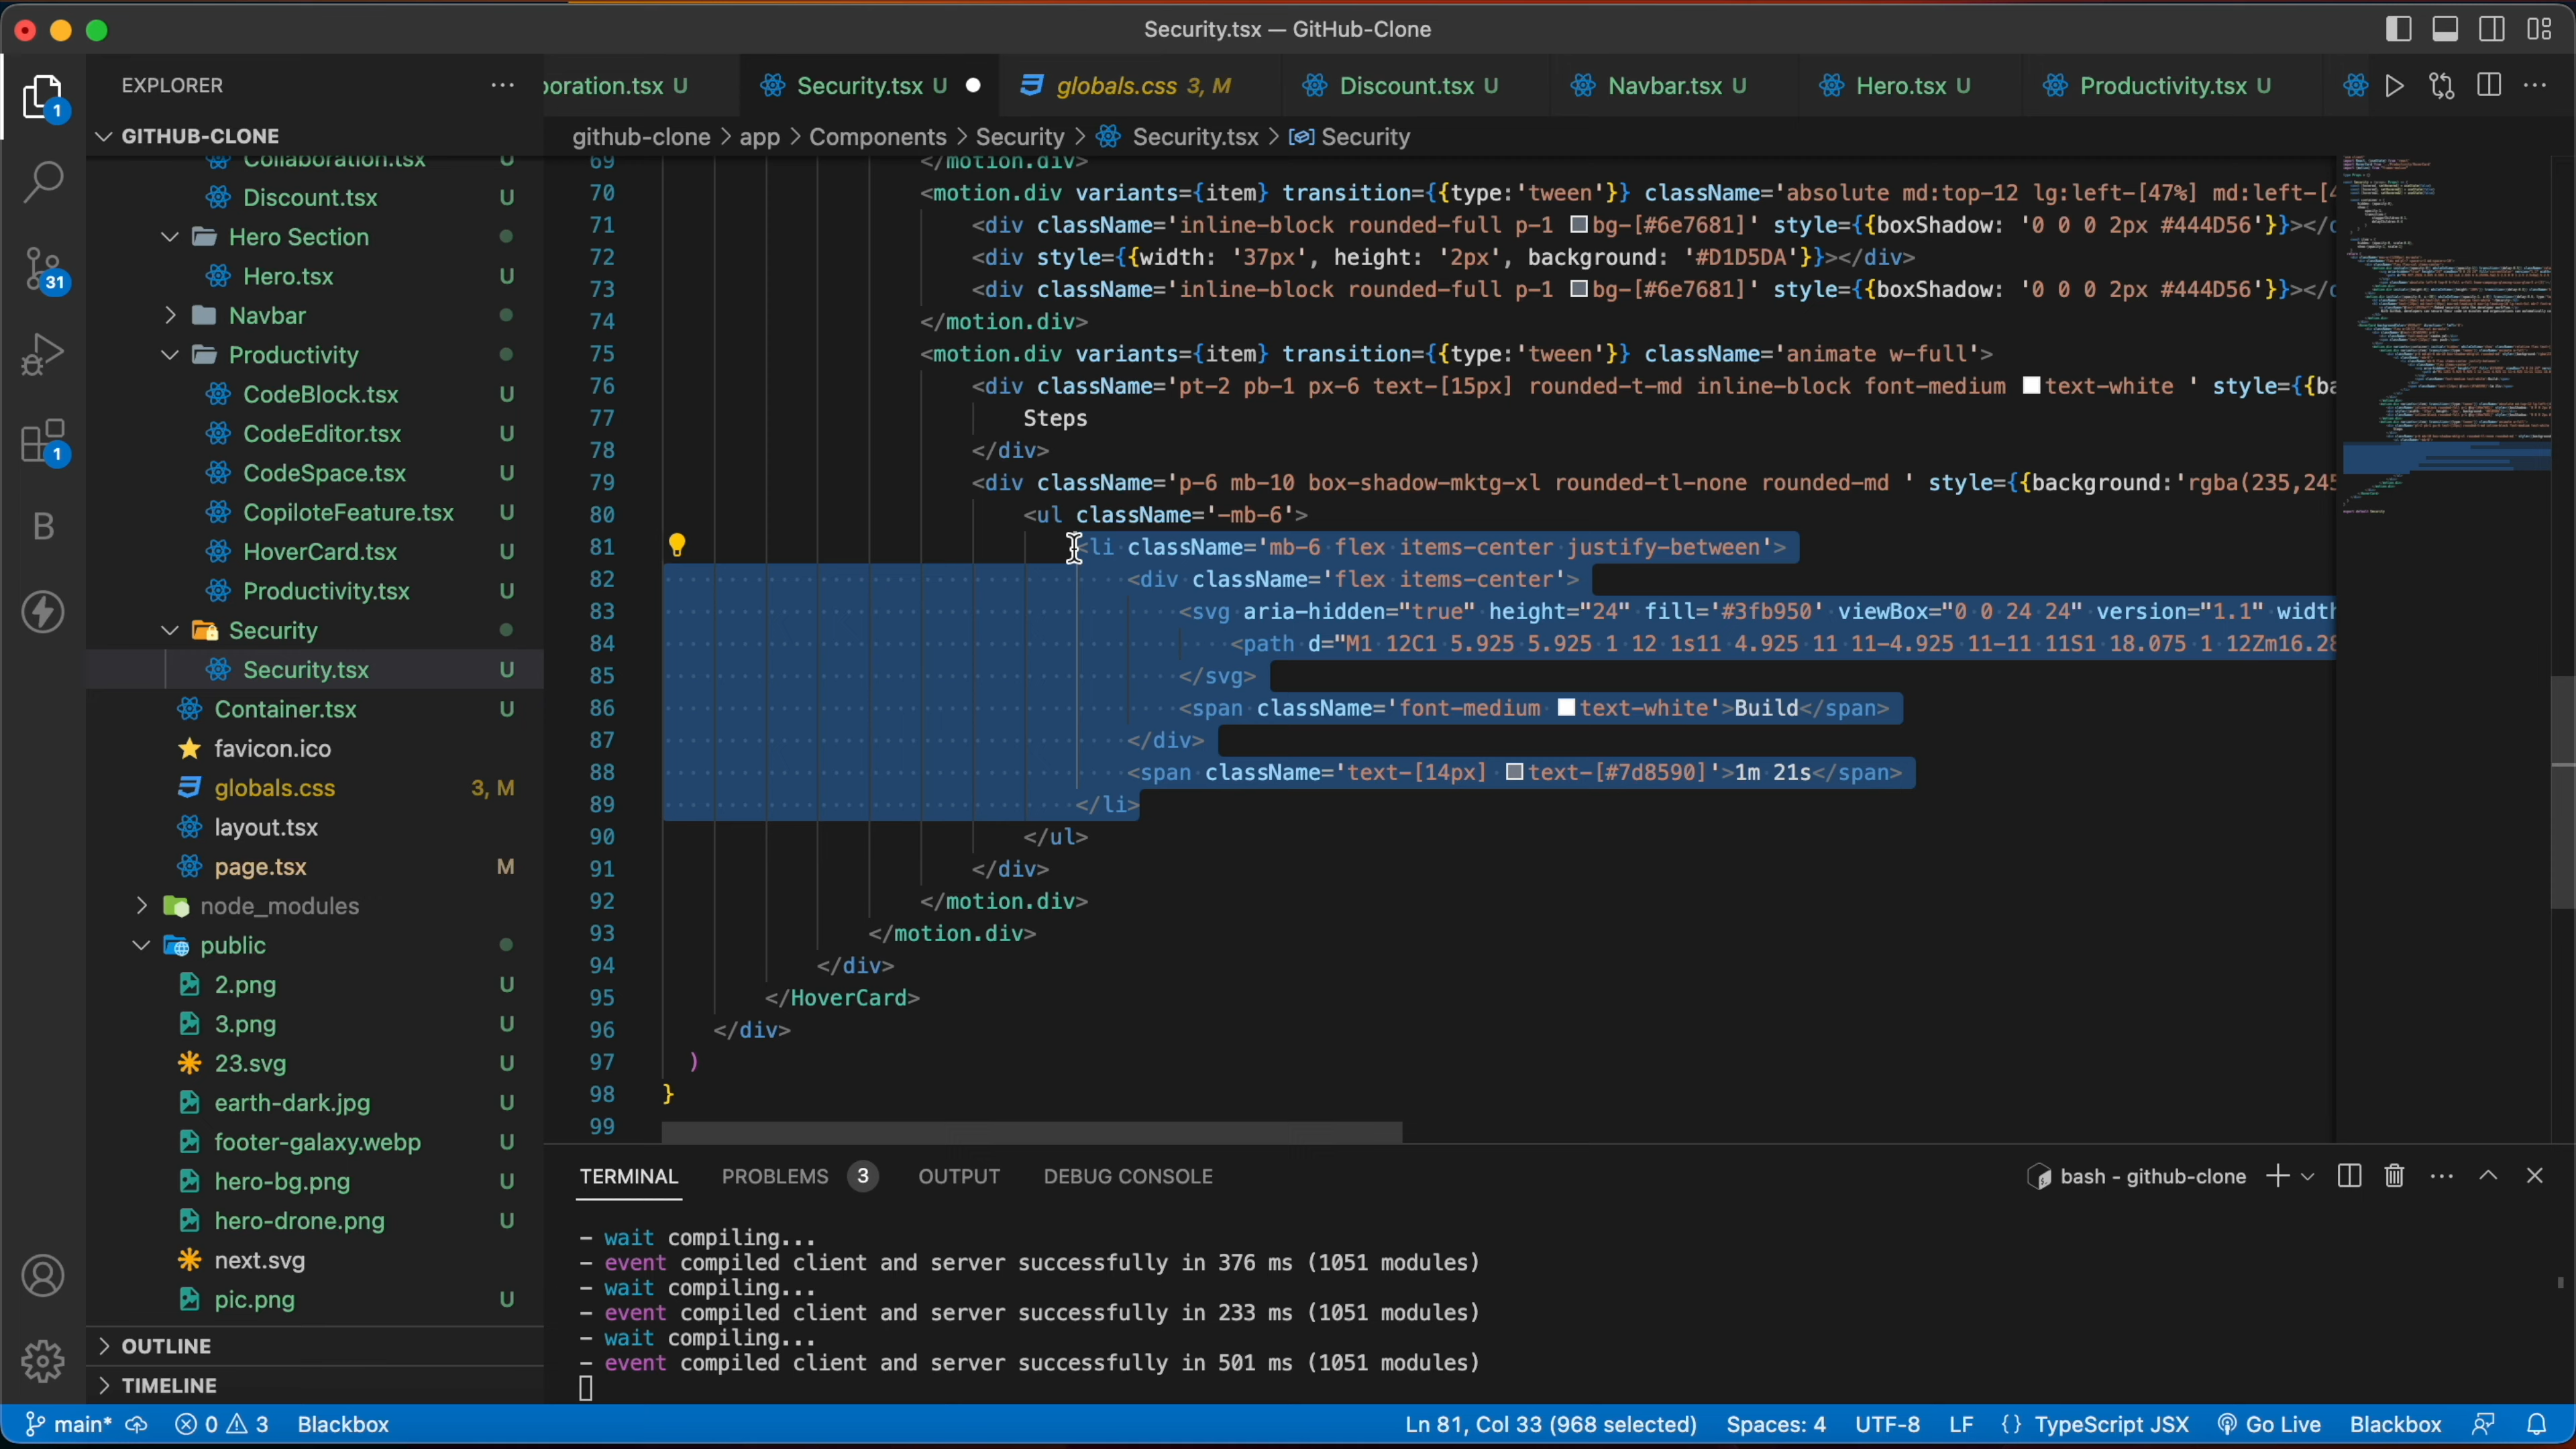 Security.tsx — GitHub-Clone
EXPLORER
oration.tsx U
Security.tsx U
globals.css 3, M
Discount.tsx U
Navbar.tsx U
Hero.tsx U
Productivity.tsx U
GITHUB-CLONE
github-clone > app > Components > Security > Security.tsx > Security
Collaboration.tsx U
Discount.tsx U
Hero Section
Hero.tsx U
Navbar
Productivity
CodeBlock.tsx U
CodeEditor.tsx U
CodeSpace.tsx U
CopiloteFeature.tsx U
HoverCard.tsx U
Productivity.tsx U
Security
Security.tsx U
Container.tsx U
favicon.ico
globals.css 3, M
layout.tsx
page.tsx M
node_modules
public
2.png U
3.png U
23.svg U
earth-dark.jpg U
footer-galaxy.webp U
hero-bg.png U
hero-drone.png U
next.svg
pic.png U
OUTLINE
TIMELINE
1
31
1
B
69 </motion.div>
70 <motion.div variants={item} transition={{type:'tween'}} className='absolute md:top-12 lg:left-[47%] md:left-[4
71 <div className='inline-block rounded-full p-1 bg-[#6e7681]' style={{boxShadow: '0 0 0 2px #444D56'}}></d
72 <div style={{width: '37px', height: '2px', background: '#D1D5DA'}}></div>
73 <div className='inline-block rounded-full p-1 bg-[#6e7681]' style={{boxShadow: '0 0 0 2px #444D56'}}></d
74 </motion.div>
75 <motion.div variants={item} transition={{type:'tween'}} className='animate w-full'>
76 <div className='pt-2 pb-1 px-6 text-[15px] rounded-t-md inline-block font-medium text-white ' style={{ba
77 Steps
78 </div>
79 <div className='p-6 mb-10 box-shadow-mktg-xl rounded-tl-none rounded-md ' style={{background:'rgba(235,245
80 <ul className='-mb-6'>
81 <li className='mb-6 flex items-center justify-between'>
82 <div className='flex items-center'>
83 <svg aria-hidden="true" height="24" fill='#3fb950' viewBox="0 0 24 24" version="1.1" width
84 <path d="M1 12C1 5.925 5.925 1 12 1s11 4.925 11 11-4.925 11-11 11S1 18.075 1 12Zm16.28
85 </svg>
86 <span className='font-medium text-white'>Build</span>
87 </div>
88 <span className='text-[14px] text-[#7d8590]'>1m 21s</span>
89 </li>
90 </ul>
91 </div>
92 </motion.div>
93 </motion.div>
94 </div>
95 </HoverCard>
96 </div>
97 )
98 }
99
TERMINAL PROBLEMS 3 OUTPUT DEBUG CONSOLE
bash - github-clone
- wait compiling...
- event compiled client and server successfully in 376 ms (1051 modules)
- wait compiling...
- event compiled client and server successfully in 233 ms (1051 modules)
- wait compiling...
- event compiled client and server successfully in 501 ms (1051 modules)
main* 0 3 Blackbox
Ln 81, Col 33 (968 selected) Spaces: 4 UTF-8 LF {} TypeScript JSX Go Live Blackbox